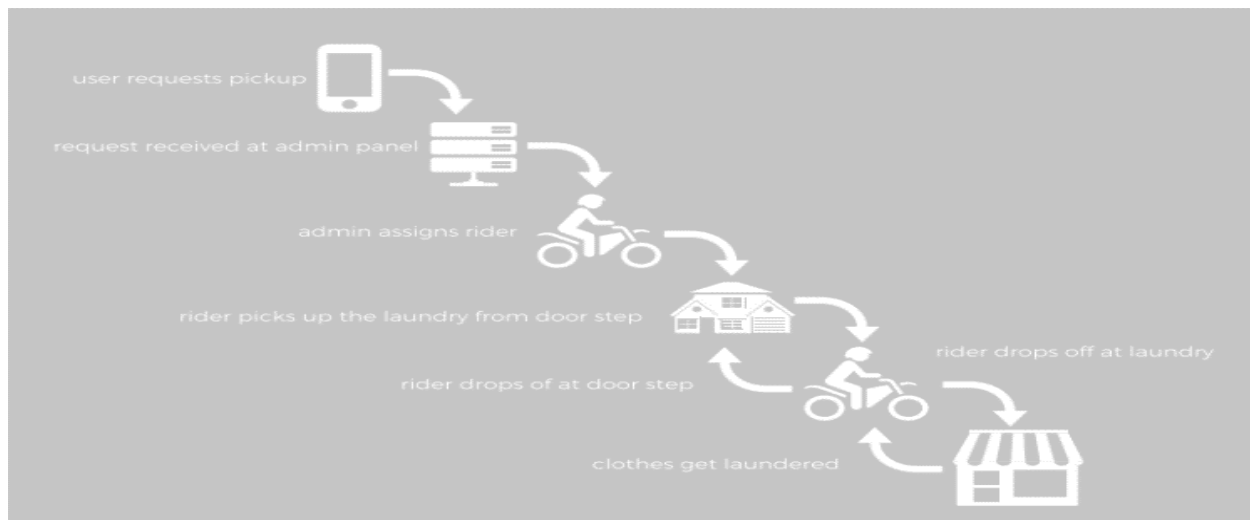 user requests pickup
request received at admin panel
admin assigns rider
rider picks up the laundry from door step
rider drops off at laundry
rider drops of at door step
clothes get laundered